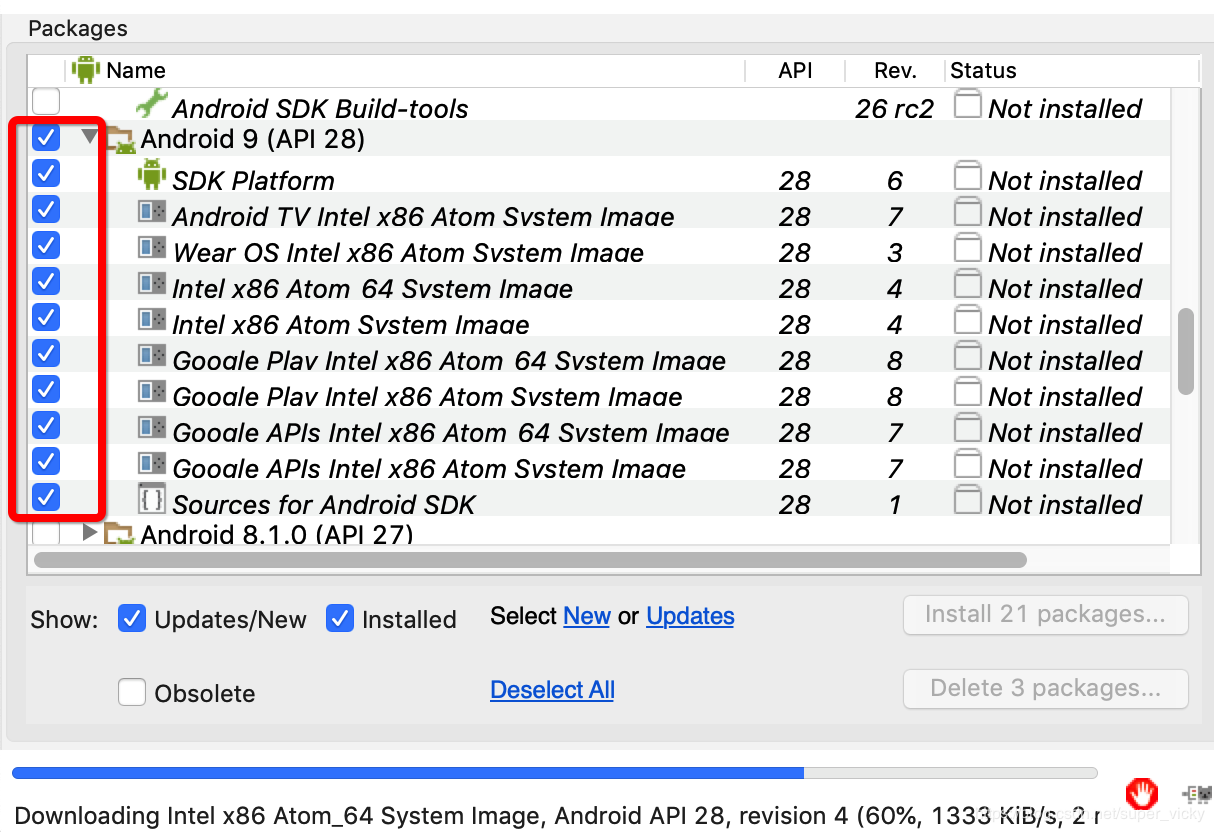 Packages
Name API Rev. Status
Android SDK Build-tools 26 rc2 Not installed
Android 9 (API 28)
SDK Platform 28 6 Not installed
Android TV Intel x86 Atom System Image 28 7 Not installed
Wear OS Intel x86 Atom System Image 28 3 Not installed
Intel x86 Atom_64 System Image 28 4 Not installed
Intel x86 Atom System Image 28 4 Not installed
Google Play Intel x86 Atom_64 System Image 28 8 Not installed
Google Play Intel x86 Atom System Image 28 8 Not installed
Google APIs Intel x86 Atom_64 System Image 28 7 Not installed
Google APIs Intel x86 Atom System Image 28 7 Not installed
Sources for Android SDK 28 1 Not installed
Android 8.1.0 (API 27)
Show: Updates/New Installed Select New or Updates Install 21 packages...
Obsolete Deselect All Delete 3 packages...
Downloading Intel x86 Atom_64 System Image, Android API 28, revision 4 (60%, 1333 KiB/s, 2